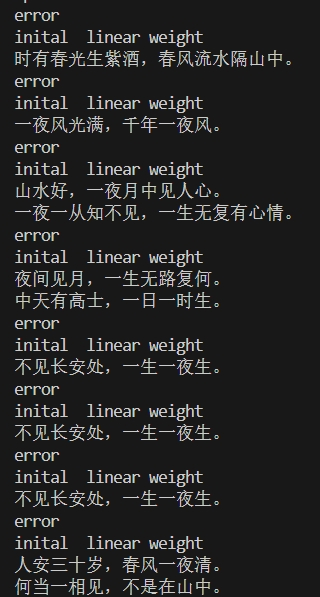 error
inital  linear weight
时有春光生紫酒，春风流水隔山中。
error
inital  linear weight
一夜风光满，千年一夜风。
error
inital  linear weight
山水好，一夜月中见人心。
一夜一从知不见，一生无复有心情。
error
inital  linear weight
夜间见月，一生无路复何。
中天有高士，一日一时生。
error
inital  linear weight
不见长安处，一生一夜生。
error
inital  linear weight
不见长安处，一生一夜生。
error
inital  linear weight
不见长安处，一生一夜生。
error
inital  linear weight
人安三十岁，春风一夜清。
何当一相见，不是在山中。